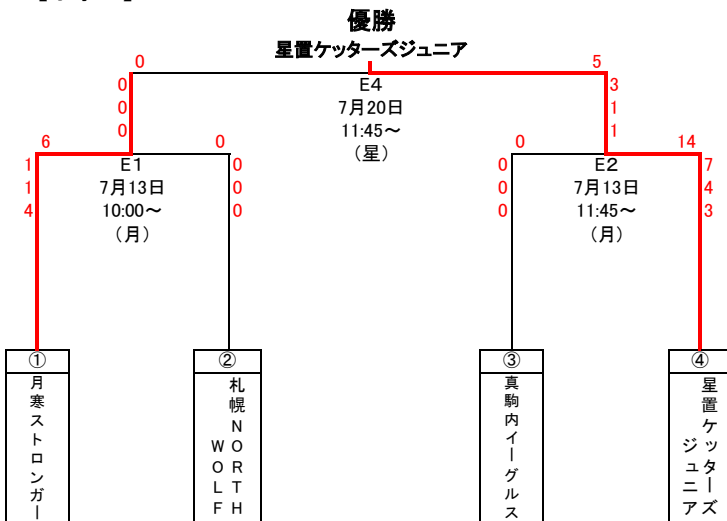 優勝
星置ケッターズジュニア
0
5
0
0
0
E4
7月20日
11:45～
（星）
3
1
1
6
0
0
14
1
1
4
E1
7月13日
10:00～
（月）
0
0
0
0
0
0
E2
7月13日
11:45～
（月）
7
4
3
①
②
③
④
月寒ストロンガー
札幌NORTH
WOLF
真駒内イーグルス
星置ケッターズ
ジュニア